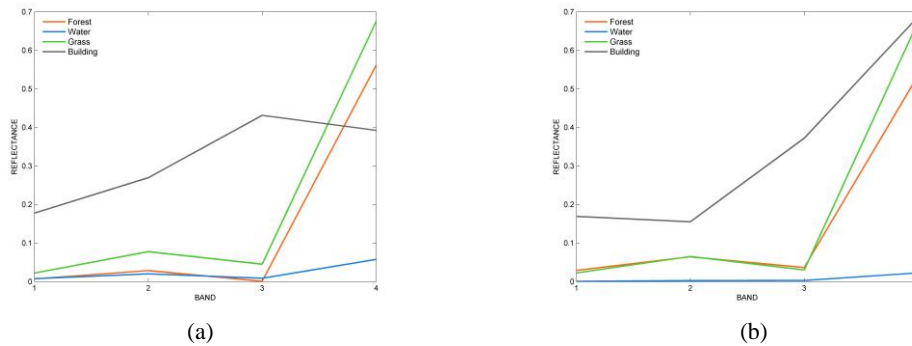 0.7
0.6
0.5
0.4
0.3
0.2
0.1
0
REFLECTANCE
Forest
Water
Grass
Building
1
2
3
4
BAND
(a)
0.7
0.6
0.5
0.4
0.3
0.2
0.1
0
REFLECTANCE
Forest
Water
Grass
Building
1
2
3
BAND
(b)